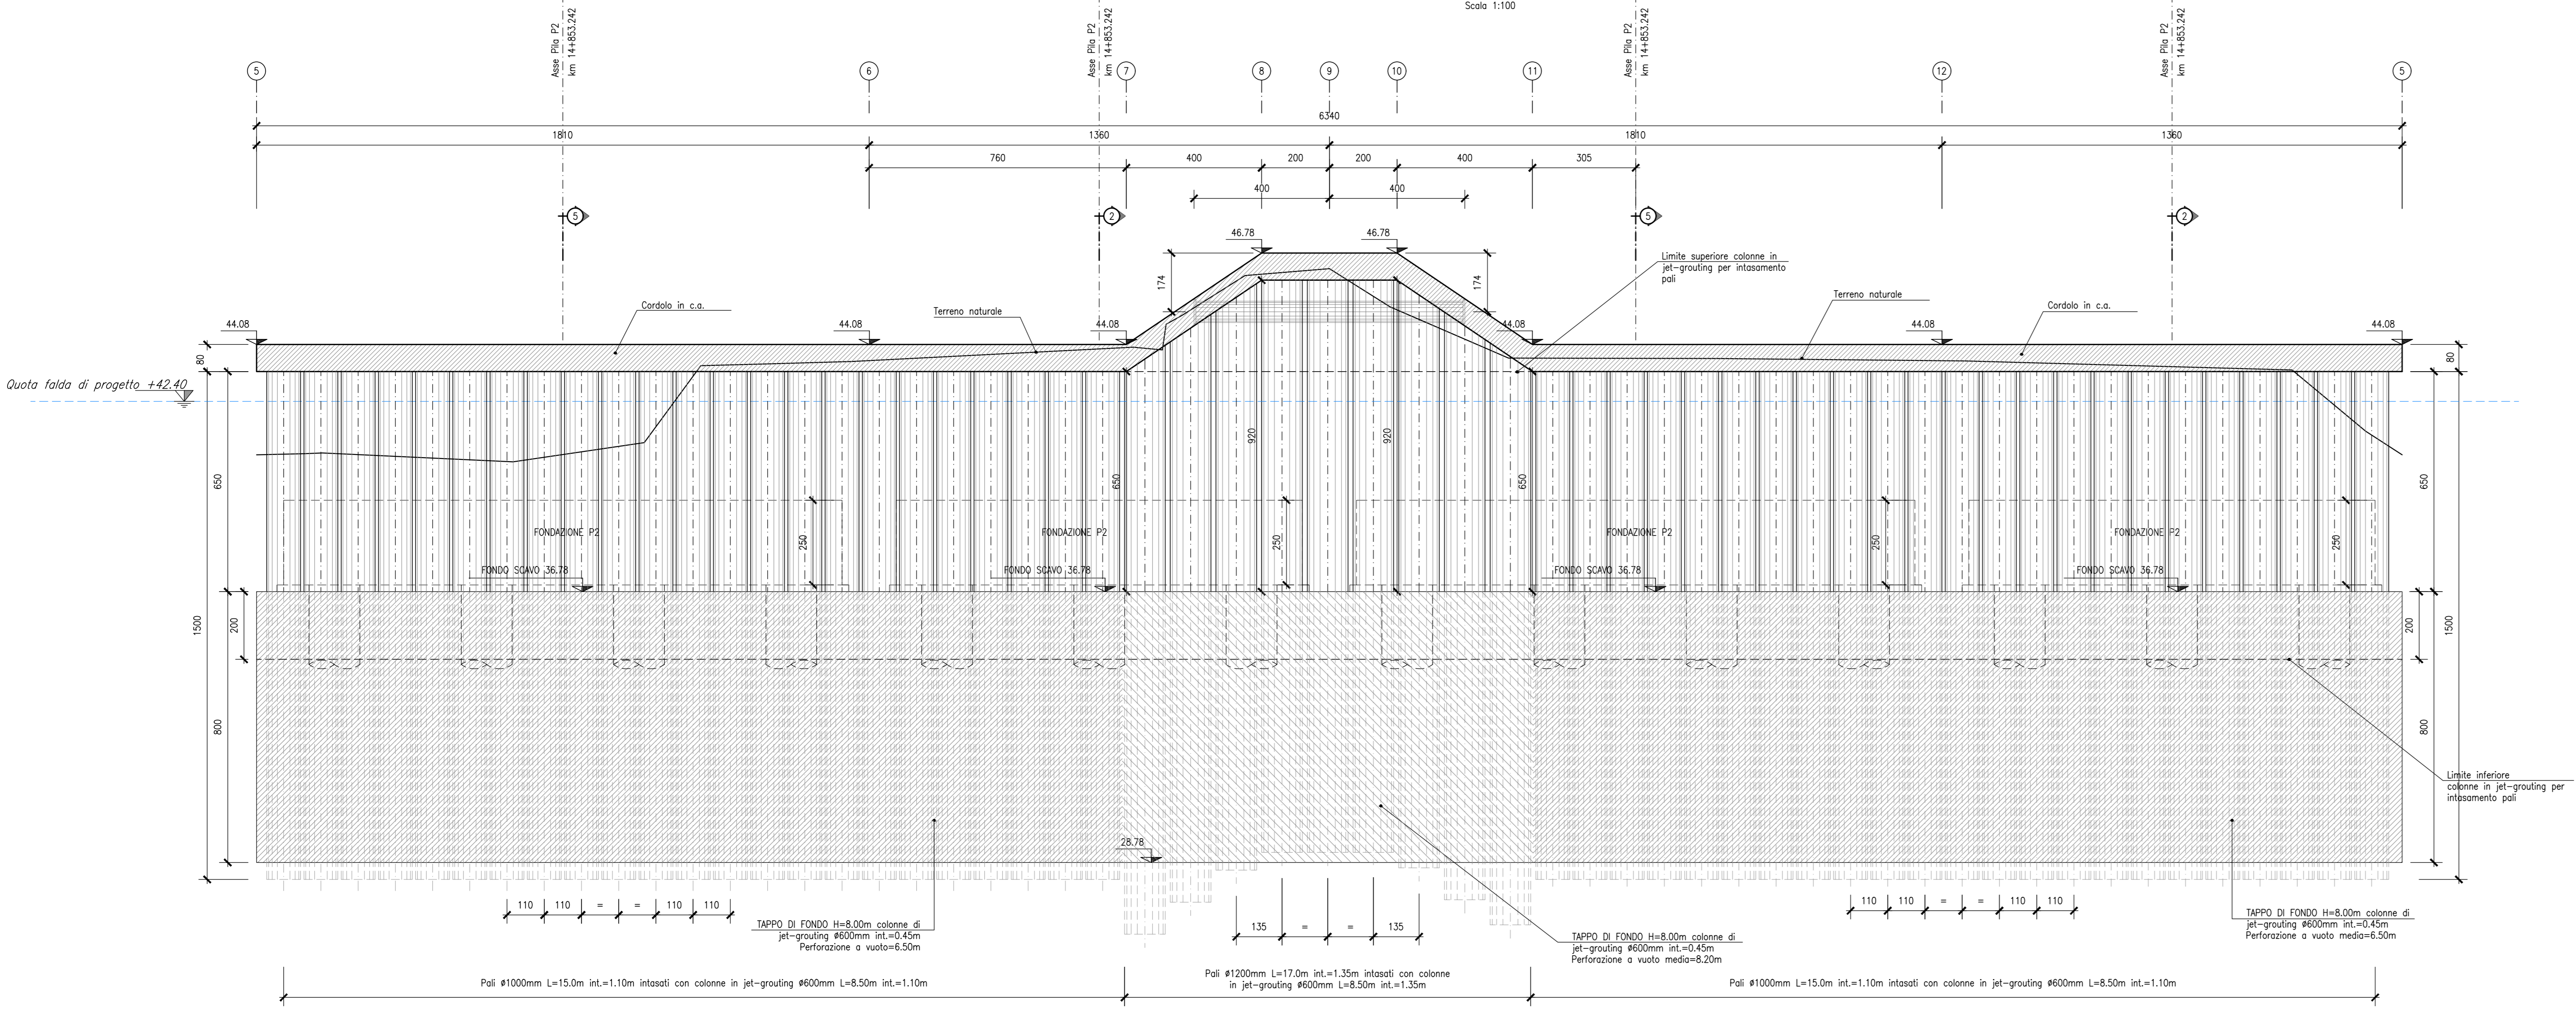 Scala 1:100
Asse Pila P2
km 14+853.242
Asse Pila P2
km 14+853.242
Asse Pila P2
km 14+853.242
Asse Pila P2
km 14+853.242
5
6
7
8
9
10
11
12
5
6340
1810
1360
1810
1360
760
400
200
200
400
305
400
400
5
2
5
2
46.78
46.78
174
174
Limite superiore colonne in
jet-grouting per intasamento
pali
Cordolo in c.a.
Terreno naturale
Terreno naturale
Cordolo in c.a.
44.08
44.08
44.08
44.08
44.08
44.08
80
80
Quota falda di progetto +42.40
650
650
920
920
650
650
FONDAZIONE P2
250
FONDAZIONE P2
250
FONDAZIONE P2
250
FONDAZIONE P2
250
FONDO SCAVO 36.78
FONDO SCAVO 36.78
FONDO SCAVO 36.78
FONDO SCAVO 36.78
1500
200
200
1500
800
800
Limite inferiore
colonne in jet-grouting per
intasamento pali
28.78
110
110
=
=
110
110
135
=
=
135
110
110
=
=
110
110
TAPPO DI FONDO H=8.00m colonne di
jet-grouting ø600mm int.=0.45m
Perforazione a vuoto=6.50m
TAPPO DI FONDO H=8.00m colonne di
jet-grouting ø600mm int.=0.45m
Perforazione a vuoto media=8.20m
TAPPO DI FONDO H=8.00m colonne di
jet-grouting ø600mm int.=0.45m
Perforazione a vuoto media=6.50m
Pali ø1000mm L=15.0m int.=1.10m intasati con colonne in jet-grouting ø600mm L=8.50m int.=1.10m
Pali ø1200mm L=17.0m int.=1.35m intasati con colonne
in jet-grouting ø600mm L=8.50m int.=1.35m
Pali ø1000mm L=15.0m int.=1.10m intasati con colonne in jet-grouting ø600mm L=8.50m int.=1.10m